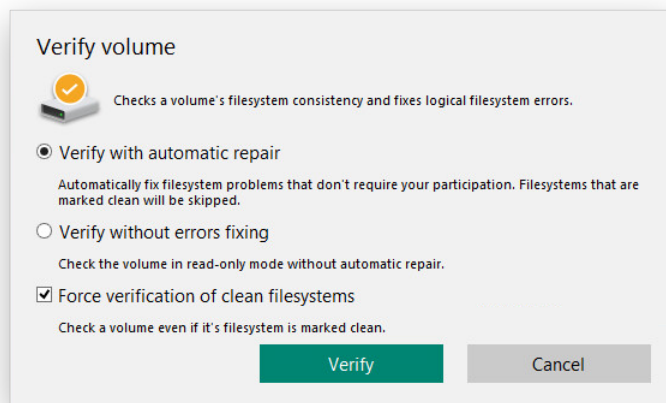 Verify volume
Checks a volume's filesystem consistency and fixes logical filesystem errors.
Verify with automatic repair
Automatically fix filesystem problems that don't require your participation. Filesystems that are
marked clean will be skipped.
Verify without errors fixing
Check the volume in read-only mode without automatic repair.
Force verification of clean filesystems
Check a volume even if it's filesystem is marked clean.
Verify
Cancel